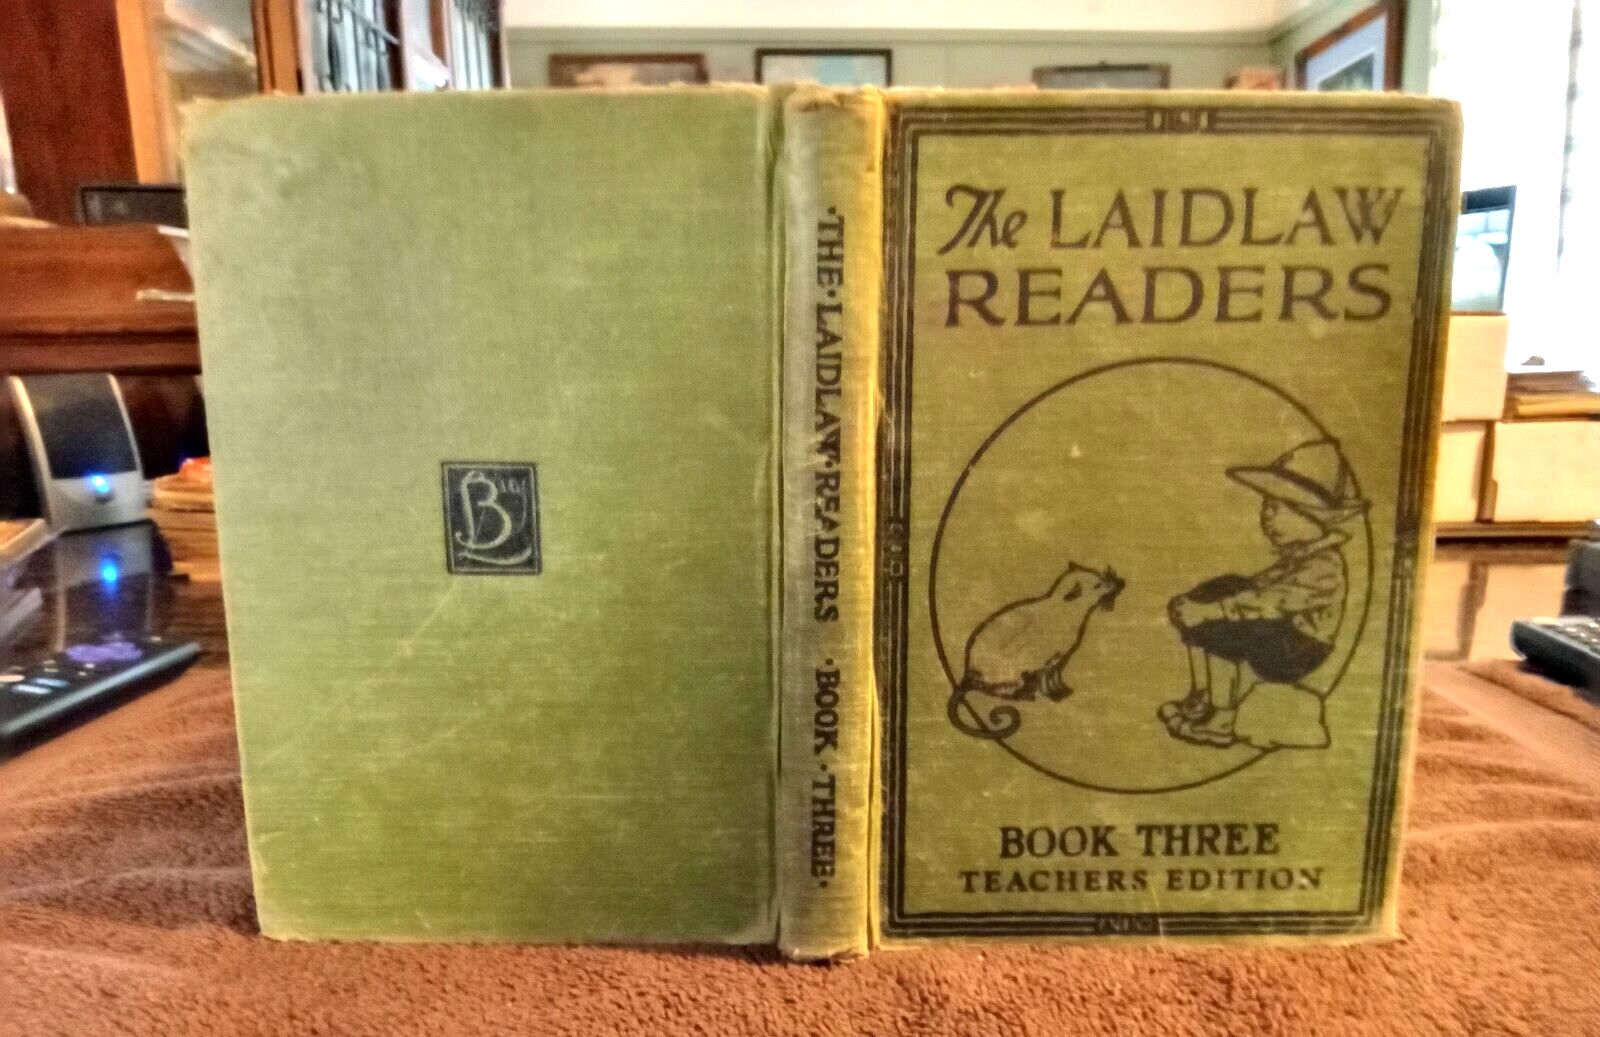 The LAIDLAW
READERS
BOOK THREE
TEACHERS EDITION
·THE·LAIDLAW·READERS ·BOOK·THREE·